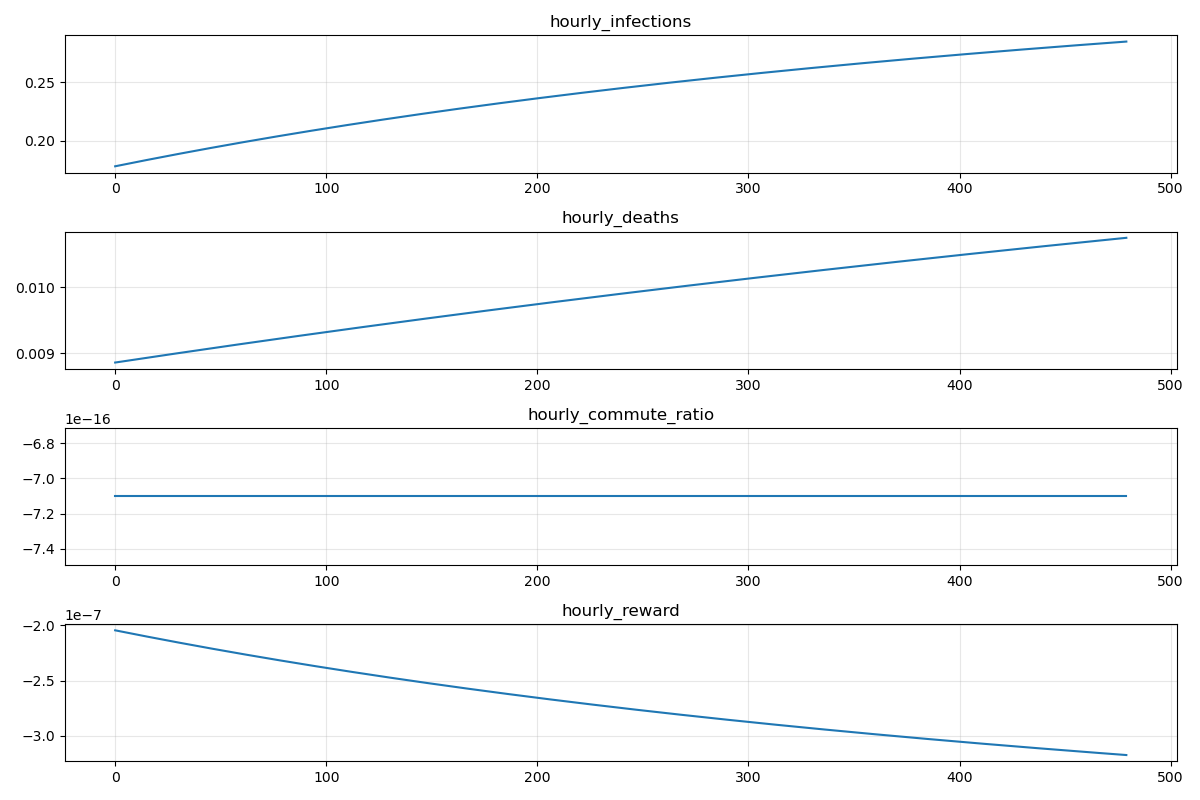 hourly_infections
0.25
0.20
0 100 200 300 400 500
hourly_deaths
0.010
0.009
0 100 200 300 400 500
hourly_commute_ratio
1e−16
−6.8
−7.0
−7.2
−7.4
0 100 200 300 400 500
hourly_reward
1e−7
−2.0
−2.5
−3.0
0 100 200 300 400 500